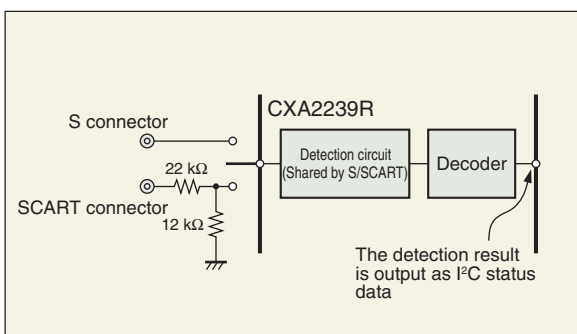 S connector
CXA2239R
Detection circuit
(Shared by S/SCART)
Decoder
22 kΩ
SCART connector
12 kΩ
The detection result
is output as I²C status
data